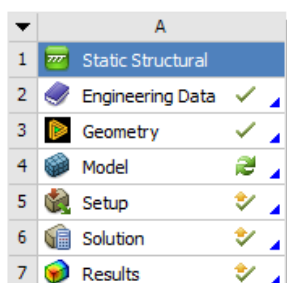 A
1 Static Structural
2 Engineering Data
3 Geometry
4 Model
5 Setup
6 Solution
7 Results